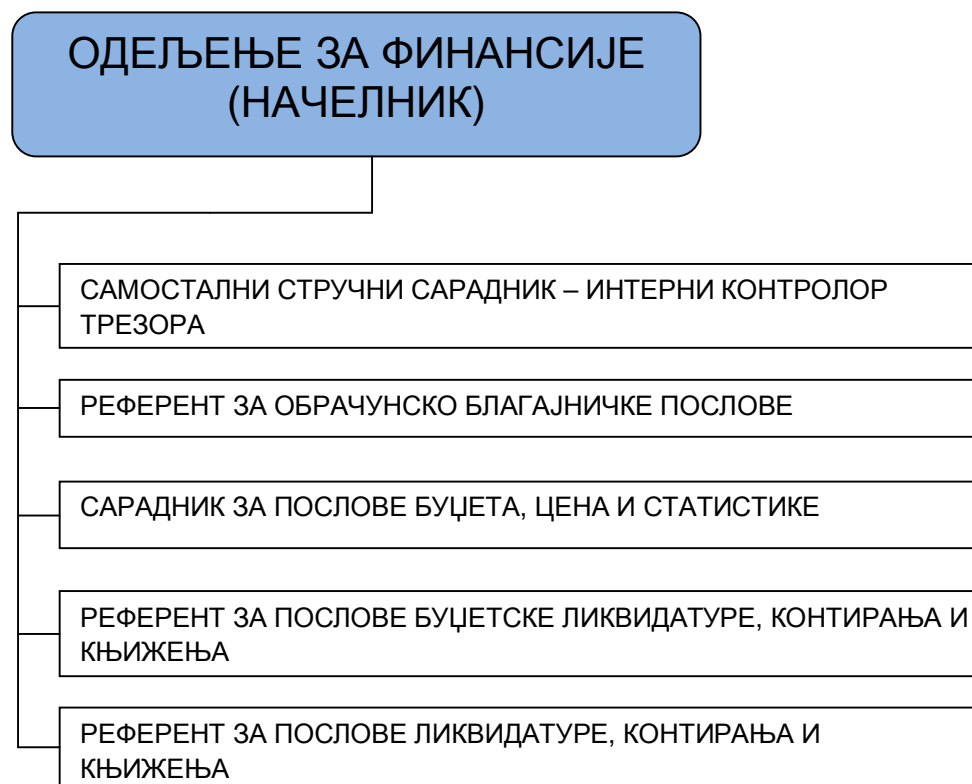 ОДЕЉЕЊЕ ЗА ФИНАНСИЈЕ
(НАЧЕЛНИК)
САМОСТАЛНИ СТРУЧНИ САРАДНИК – ИНТЕРНИ КОНТРОЛОР
ТРЕЗОРА
РЕФЕРЕНТ ЗА ОБРАЧУНСКО БЛАГАЈНИЧКЕ ПОСЛОВЕ
САРАДНИК ЗА ПОСЛОВЕ БУЏЕТА, ЦЕНА И СТАТИСТИКЕ
РЕФЕРЕНТ ЗА ПОСЛОВЕ БУЏЕТСКЕ ЛИКВИДАТУРЕ, КОНТИРАЊА И
КЊИЖЕЊА
РЕФЕРЕНТ ЗА ПОСЛОВЕ ЛИКВИДАТУРЕ, КОНТИРАЊА И
КЊИЖЕЊА